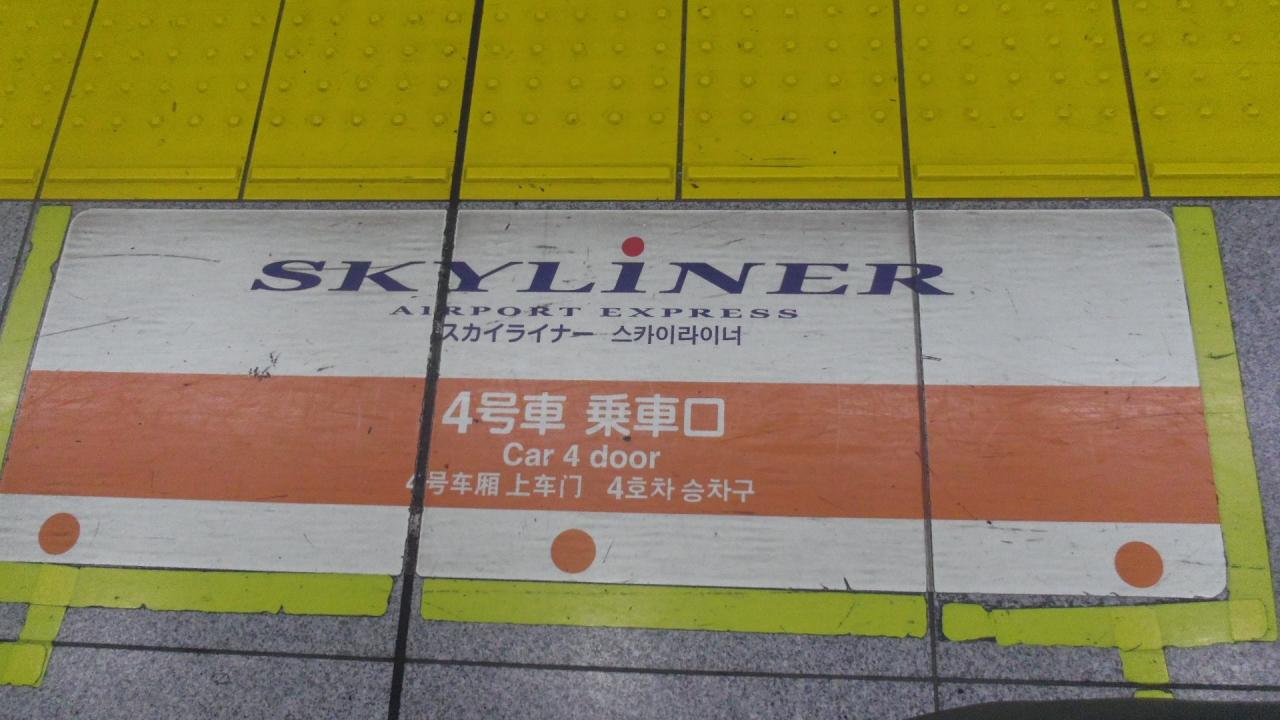 SKYLiNER
AIRPORT EXPRESS
スカイライナー 스카이라이너
4号車 乗車口
Car 4 door
4号车厢 上车门 4호차 승차구